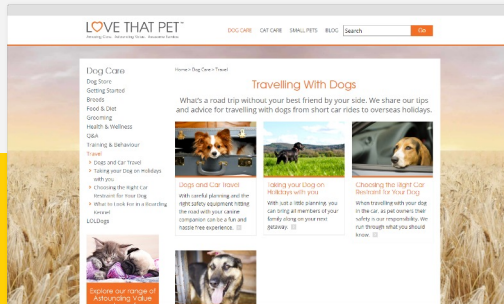 LOVE THAT PET™
DOG CARE CAT CARE SMALL PETS BLOG Search Go
Dog Care
Dog Store
Getting Started
Breeds
Food & Diet
Grooming
Health & Wellness
Q&A
Training & Behaviour
Travel
Dogs and Car Travel
Taking your Dog on
Holidays with you
Choosing the Right Car
Restraint for Your Dog
What to Look For in a Boarding
Kennel
LOLDogs
Explore our range of
Astounding Value
Home > Dog Care > Travel
Travelling With Dogs
What's a road trip without your best friend by your side. We share our tips
and advice for travelling with dogs from short car rides to overseas holidays.
Dogs and Car Travel
With careful planning and the
right safety equipment hitting
the road with your canine
companion can be a fun and
hassle free experience.
Taking your Dog on
Holidays with you
With just a little planning, you
can bring all members of your
family along on your next
getaway.
Choosing the Right Car
Restraint for Your Dog
When travelling with your dog
in the car, as pet owners their
safety is our responsibility. We
run through what you should
know.